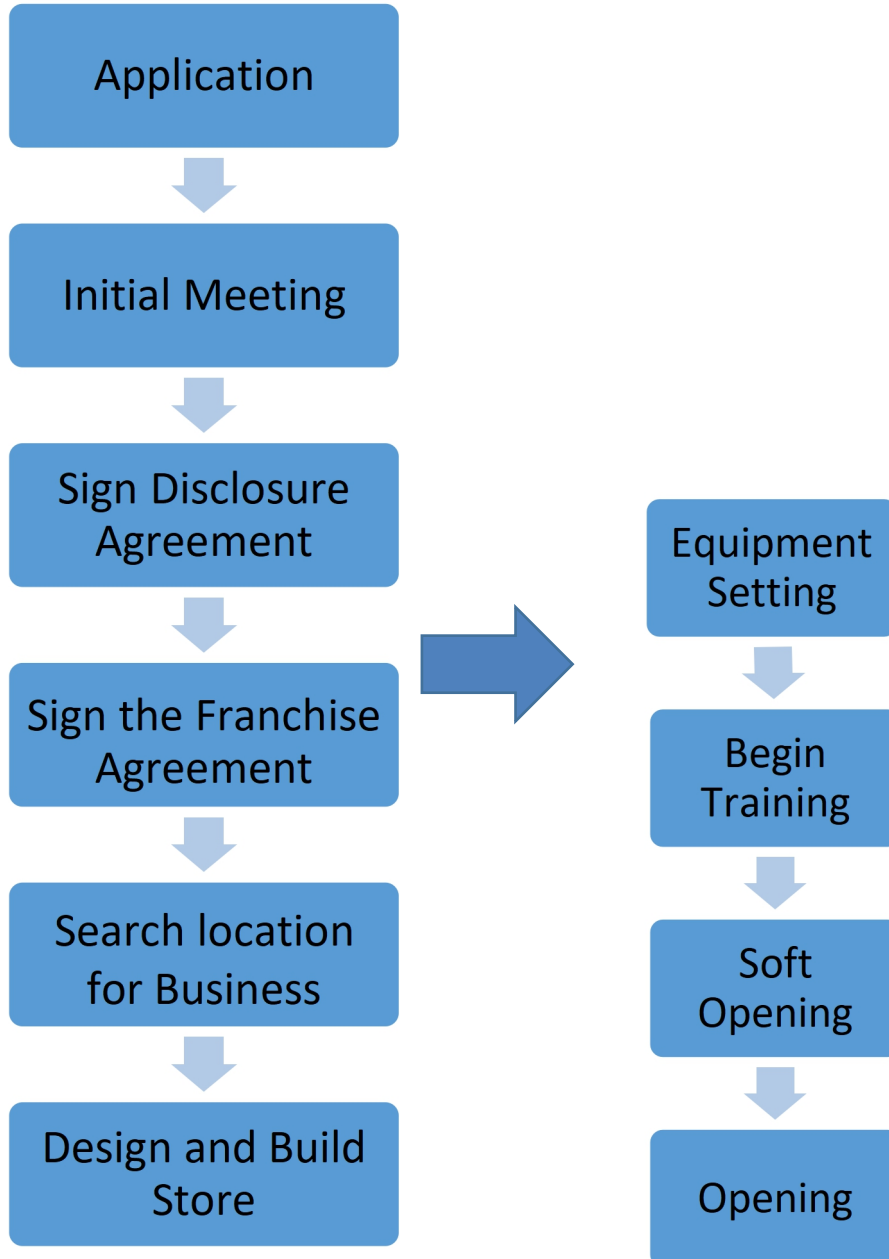 Application
Initial Meeting
Sign Disclosure
Agreement
Sign the Franchise
Agreement
Search location
for Business
Design and Build
Store
Equipment
Setting
Begin
Training
Soft
Opening
Opening